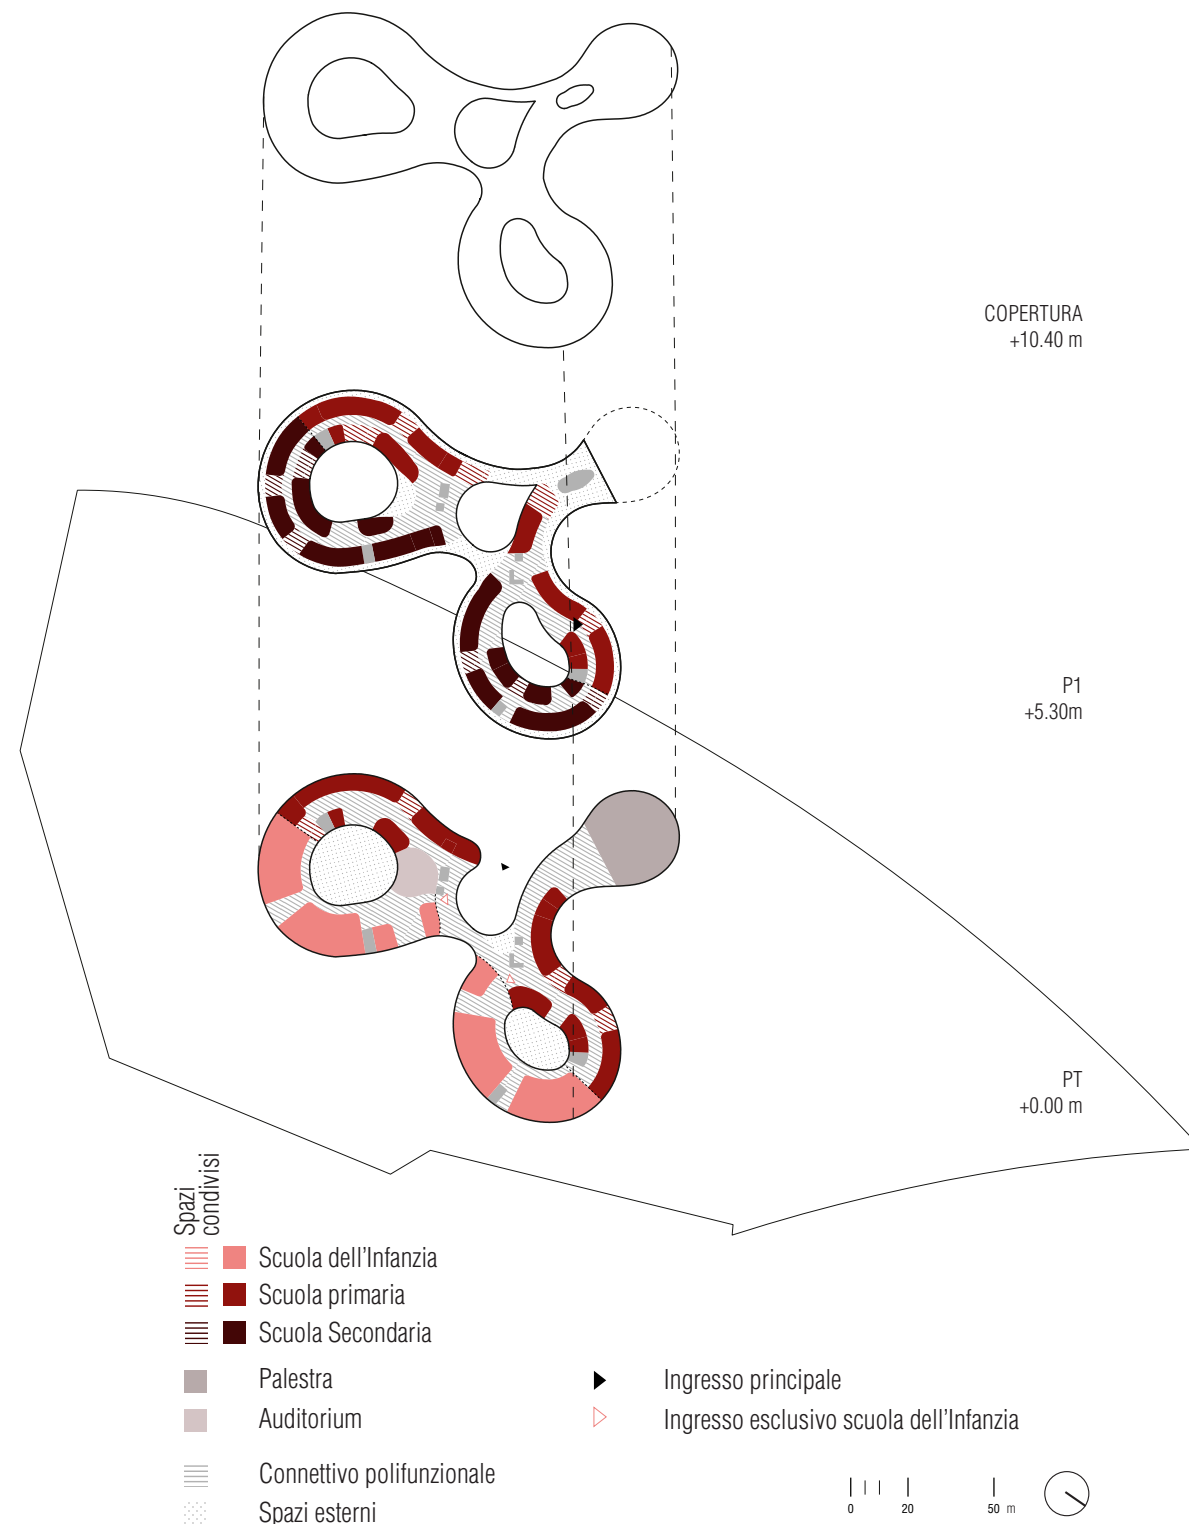 COPERTURA
+10.40 m
P1
+5.30m
PT
+0.00 m
Spazi
condivisi
Scuola dell'Infanzia
Scuola primaria
Scuola Secondaria
Palestra
Auditorium
Connettivo polifunzionale
Spazi esterni
Ingresso principale
Ingresso esclusivo scuola dell'Infanzia
0 20 50 m